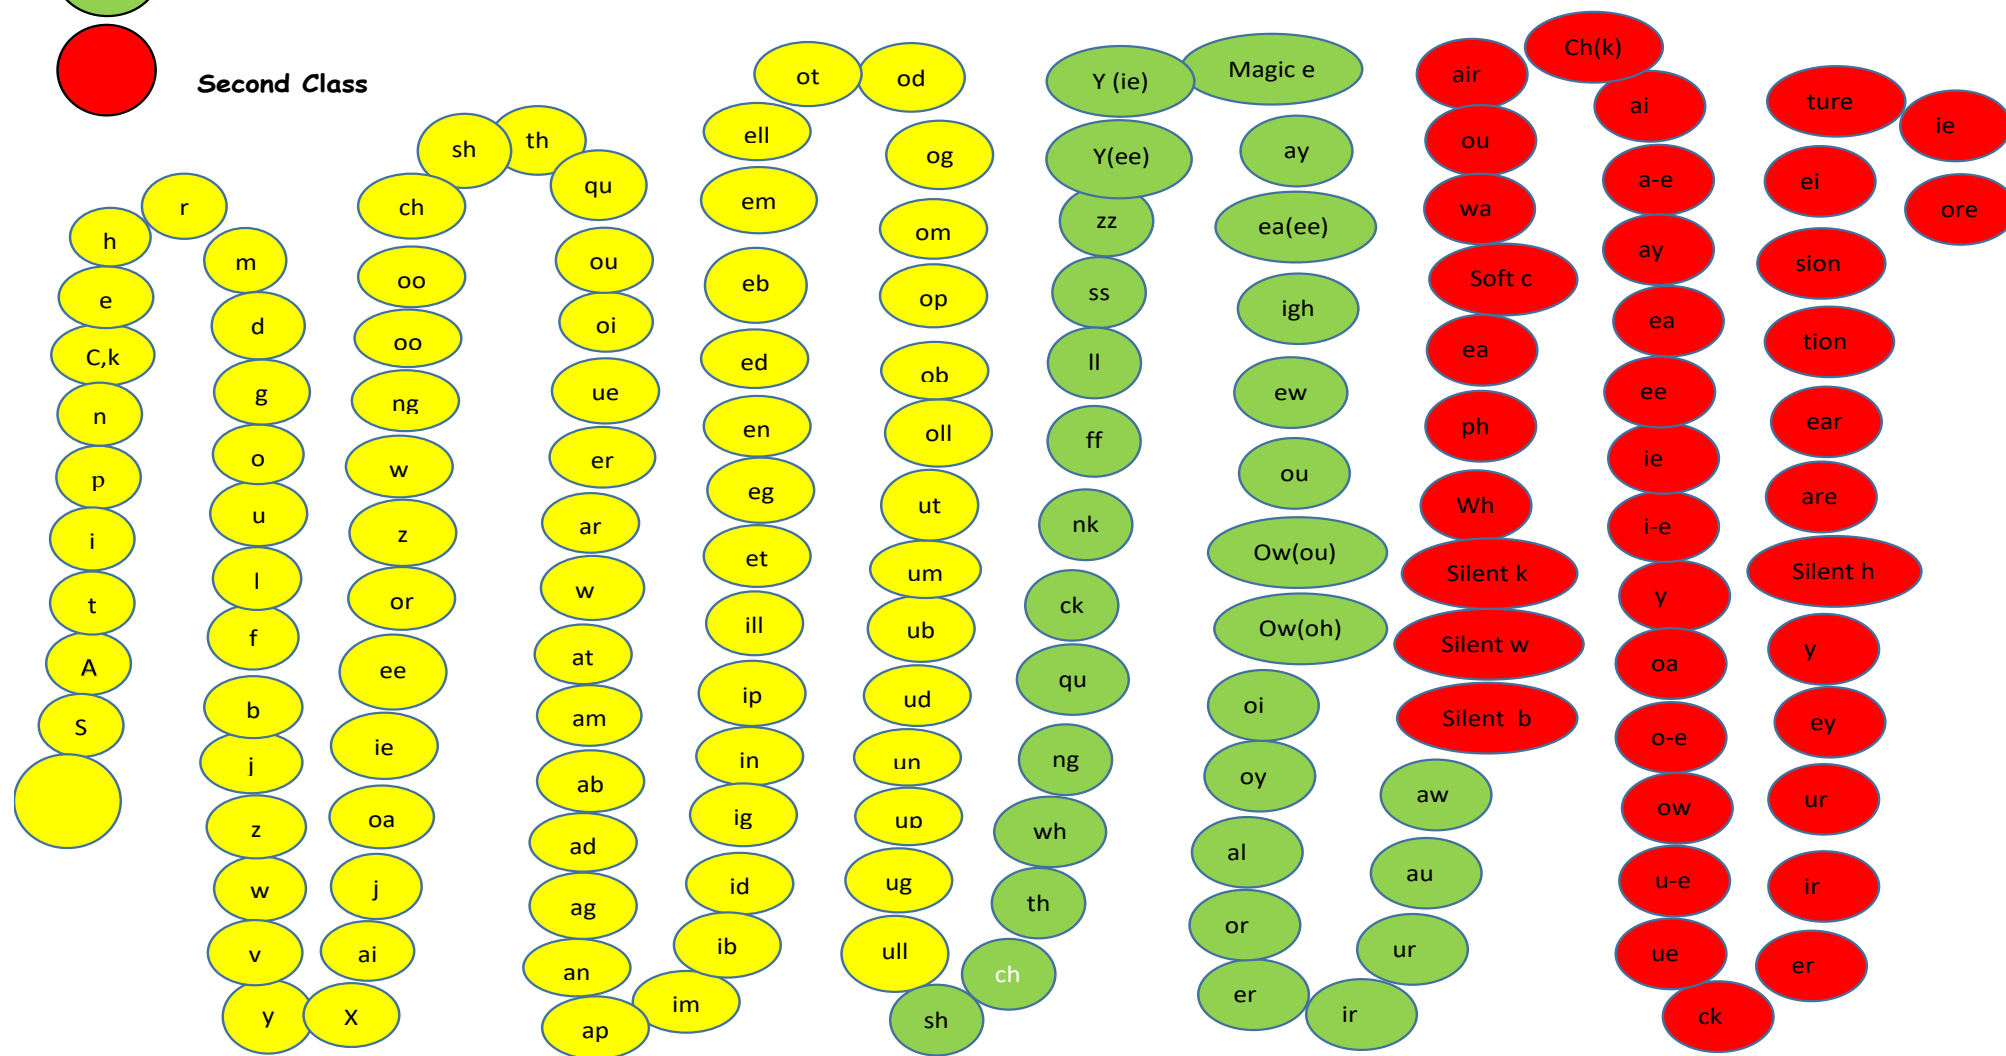 Second Class
S
A
t
i
p
n
C,k
e
h
r
m
d
g
o
u
l
f
b
j
z
w
v
y
X
ai
j
oa
ie
ee
or
z
w
ng
oo
oo
ch
sh
th
qu
ou
oi
ue
er
ar
w
at
am
ab
ad
ag
an
ap
im
ib
id
ig
in
ip
ill
et
eg
en
ed
eb
em
ell
ot
od
og
om
op
ob
oll
ut
um
ub
ud
un
up
ug
ull
sh
ch
th
wh
ng
qu
ck
nk
ff
ll
ss
zz
Y(ee)
Y (ie)
Magic e
ay
ea(ee)
igh
ew
ou
Ow(ou)
Ow(oh)
oi
oy
al
or
er
ir
ur
au
aw
Silent b
Silent w
Silent k
Wh
ph
ea
Soft c
wa
ou
air
Ch(k)
ai
a-e
ay
ea
ee
ie
i-e
y
oa
o-e
ow
u-e
ue
ck
er
ir
ur
ey
y
Silent h
are
ear
tion
sion
ei
ture
ie
ore